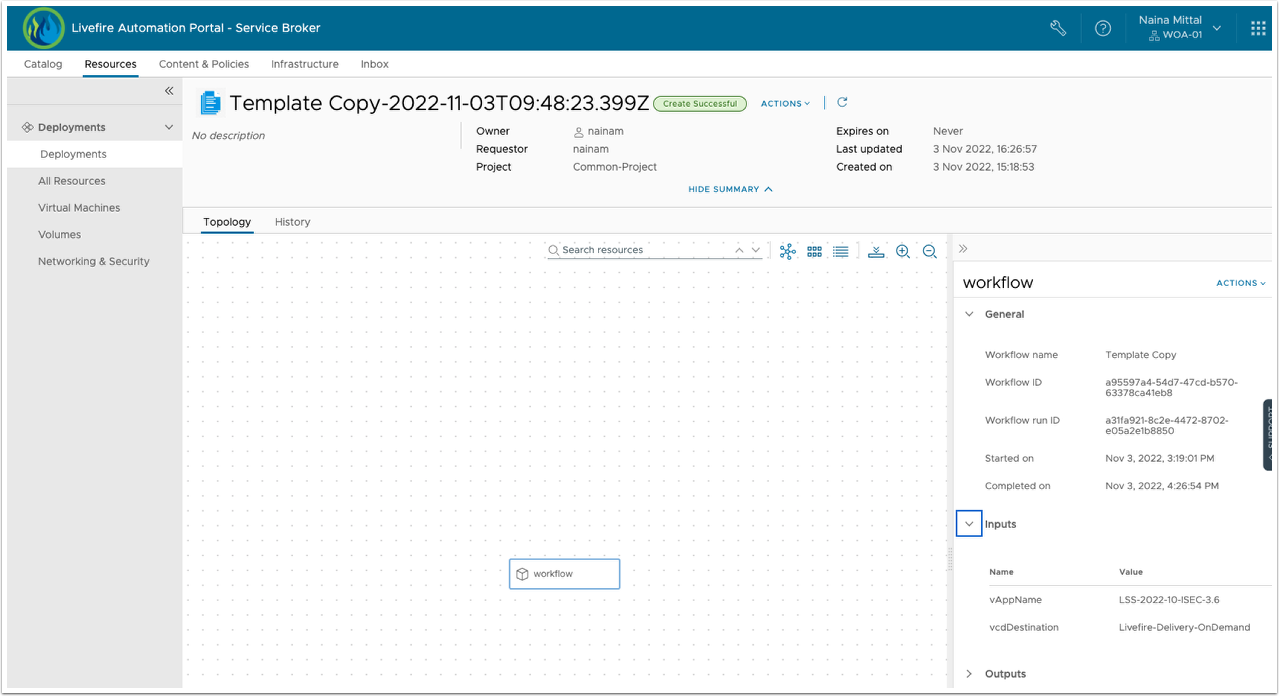 Livefire Automation Portal - Service Broker
Naina Mittal
WOA-01
Catalog Resources Content & Policies Infrastructure Inbox
Deployments
Deployments
All Resources
Virtual Machines
Volumes
Networking & Security
Template Copy-2022-11-03T09:48:23.399Z Create Successful ACTIONS
No description
Owner nainam
Requestor nainam
Project Common-Project
Expires on Never
Last updated 3 Nov 2022, 16:26:57
Created on 3 Nov 2022, 15:18:53
HIDE SUMMARY
Topology History
Search resources
workflow
workflow ACTIONS
General
Workflow name Template Copy
Workflow ID a95597a4-54d7-47cd-b570-
63378ca41eb8
Workflow run ID a31fa921-8c2e-4472-8702-
e05a2e1b8850
Started on Nov 3, 2022, 3:19:01 PM
Completed on Nov 3, 2022, 4:26:54 PM
Inputs
Name Value
vAppName LSS-2022-10-ISEC-3.6
vcdDestination Livefire-Delivery-OnDemand
Outputs
SUPPORT